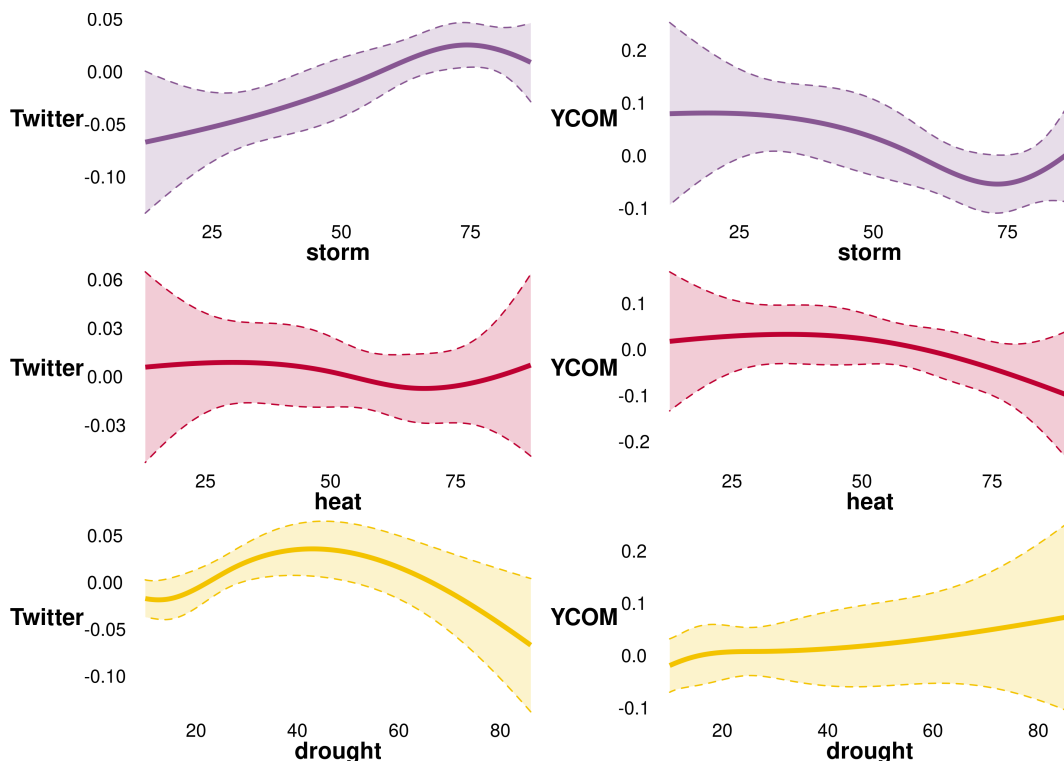 0.05
0.00
Twitter -0.05
-0.10
25 50 75
storm
0.2
0.1
YCOM
0.0
-0.1
25 50 75
storm
0.06
0.03
Twitter 0.00
-0.03
25 50 75
heat
0.1
YCOM 0.0
-0.1
-0.2
25 50 75
heat
0.05
0.00
Twitter -0.05
-0.10
20 40 60 80
drought
0.2
0.1
YCOM
0.0
-0.1
20 40 60 80
drought